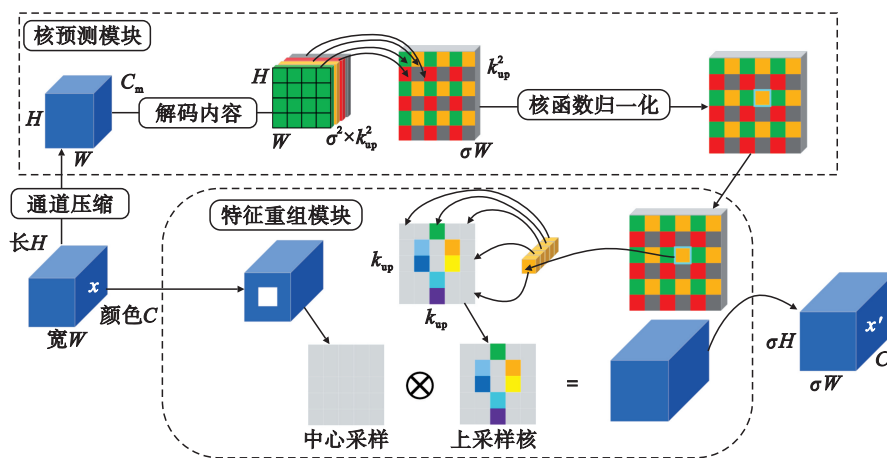 核预测模块
H
W
C_m
解码内容
H
W
σ²×k²_up
k²_up
σW
核函数归一化
通道压缩
长H
x
宽W
颜色C
特征重组模块
k_up
k_up
中心采样
⊗
上采样核
=
σH
σW
x′
C